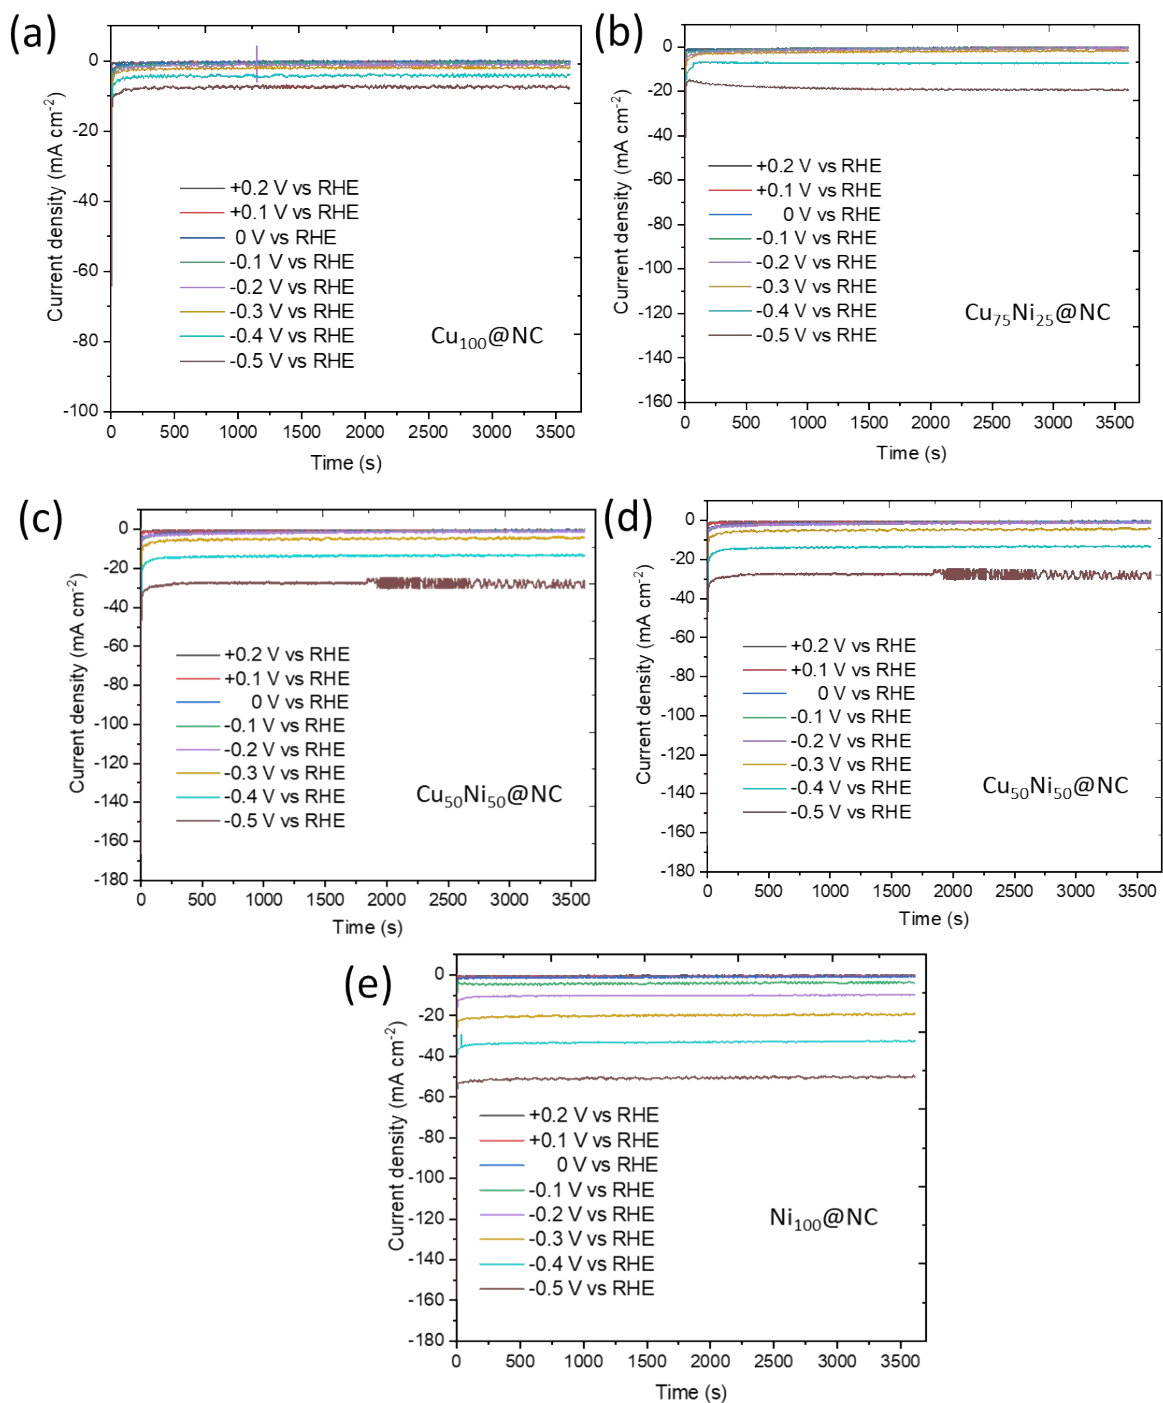 (a)
0
-20
-40
-60
-80
-100
Current density (mA cm⁻²)
+0.2 V vs RHE
+0.1 V vs RHE
0 V vs RHE
-0.1 V vs RHE
-0.2 V vs RHE
-0.3 V vs RHE
-0.4 V vs RHE
-0.5 V vs RHE
Cu₁₀₀@NC
0 500 1000 1500 2000 2500 3000 3500
Time (s)
(b)
0
-20
-40
-60
-80
-100
-120
-140
-160
Current density (mA cm⁻²)
+0.2 V vs RHE
+0.1 V vs RHE
0 V vs RHE
-0.1 V vs RHE
-0.2 V vs RHE
-0.3 V vs RHE
-0.4 V vs RHE
-0.5 V vs RHE
Cu₇₅Ni₂₅@NC
0 500 1000 1500 2000 2500 3000 3500
Time (s)
(c)
0
-20
-40
-60
-80
-100
-120
-140
-160
-180
Current density (mA cm⁻²)
+0.2 V vs RHE
+0.1 V vs RHE
0 V vs RHE
-0.1 V vs RHE
-0.2 V vs RHE
-0.3 V vs RHE
-0.4 V vs RHE
-0.5 V vs RHE
Cu₅₀Ni₅₀@NC
0 500 1000 1500 2000 2500 3000 3500
Time (s)
(d)
0
-20
-40
-60
-80
-100
-120
-140
-160
-180
Current density (mA cm⁻²)
+0.2 V vs RHE
+0.1 V vs RHE
0 V vs RHE
-0.1 V vs RHE
-0.2 V vs RHE
-0.3 V vs RHE
-0.4 V vs RHE
-0.5 V vs RHE
Cu₅₀Ni₅₀@NC
0 500 1000 1500 2000 2500 3000 3500
Time (s)
(e)
0
-20
-40
-60
-80
-100
-120
-140
-160
-180
Current density (mA cm⁻²)
+0.2 V vs RHE
+0.1 V vs RHE
0 V vs RHE
-0.1 V vs RHE
-0.2 V vs RHE
-0.3 V vs RHE
-0.4 V vs RHE
-0.5 V vs RHE
Ni₁₀₀@NC
0 500 1000 1500 2000 2500 3000 3500
Time (s)